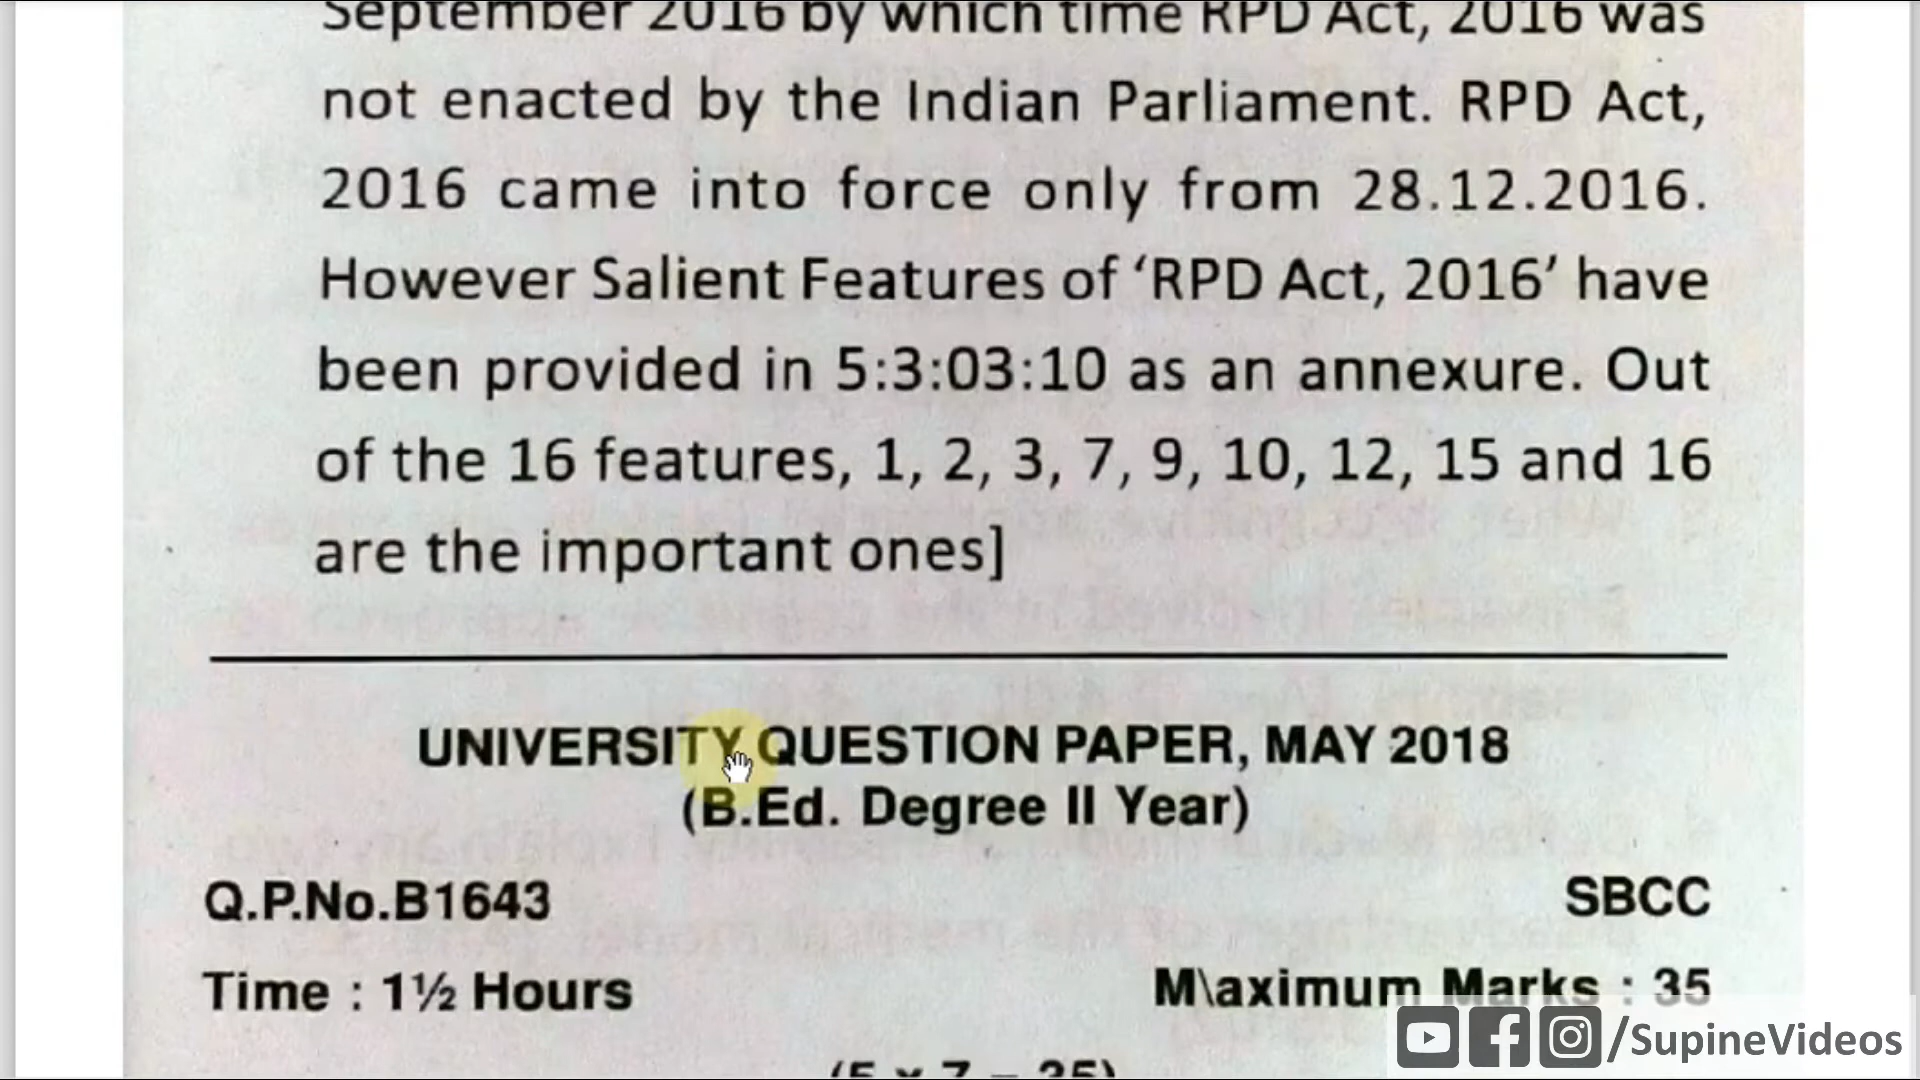 September 2016 by which time RPD Act, 2016 was
not enacted by the Indian Parliament. RPD Act,
2016 came into force only from 28.12.2016.
However Salient Features of ‘RPD Act, 2016’ have
been provided in 5:3:03:10 as an annexure. Out
of the 16 features, 1, 2, 3, 7, 9, 10, 12, 15 and 16
are the important ones]
UNIVERSITY QUESTION PAPER, MAY 2018
(B.Ed. Degree II Year)
Q.P.No.B1643 SBCC
Time : 1½ Hours M\aximum Marks : 35
(5 x 7 = 35)
/SupineVideos